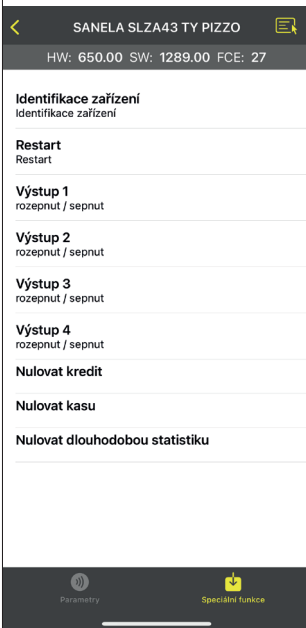 SANELA SLZA43 TY PIZZO
HW: 650.00 SW: 1289.00 FCE: 27
Identifikace zařízení
Identifikace zařízení
Restart
Restart
Výstup 1
rozepnut / sepnut
Výstup 2
rozepnut / sepnut
Výstup 3
rozepnut / sepnut
Výstup 4
rozepnut / sepnut
Nulovat kredit
Nulovat kasu
Nulovat dlouhodobou statistiku
Parametry
Speciální funkce